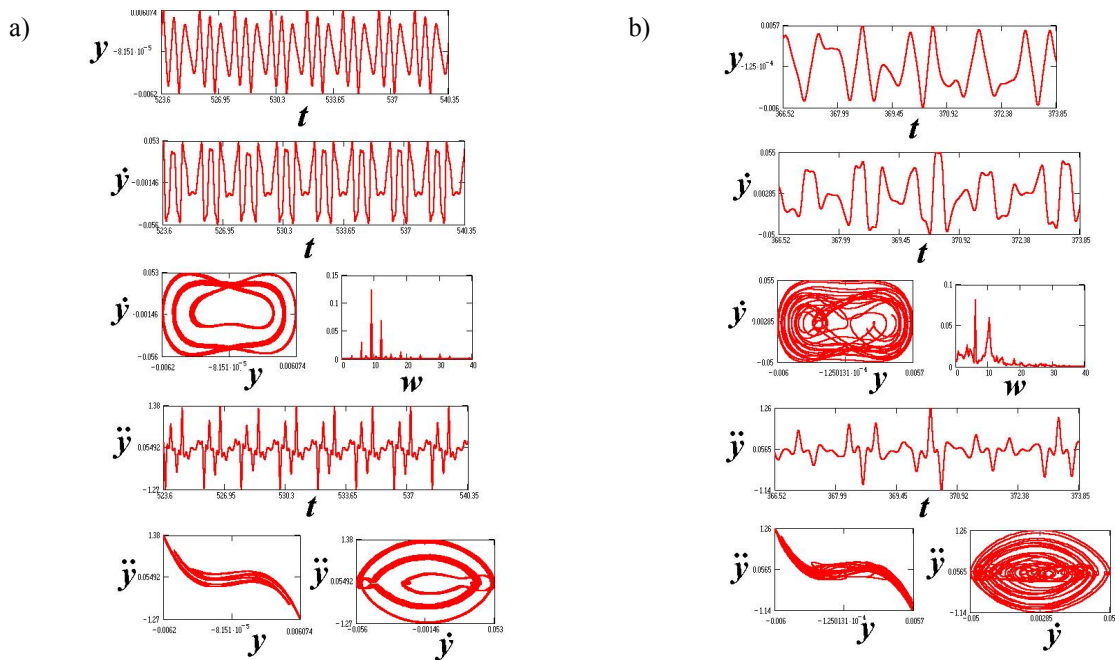 a)
0.006074
y
-8.151·10⁻⁵
-0.0062
523.6 526.95 530.3 533.65 537 540.35
t
0.053
ẏ
-0.00146
-0.056
523.6 526.95 530.3 533.65 537 540.35
t
0.053
ẏ
-0.00146
-0.056
-0.0062 -8.151·10⁻⁵ 0.006074
y
0.15
0.1
0.05
0
0 10 20 30 40
w
1.38
ÿ
0.05492
-1.27
523.6 526.95 530.3 533.65 537 540.35
t
1.38
ÿ
0.05492
-1.27
-0.0062 -8.151·10⁻⁵ 0.006074
y
1.38
ÿ
0.05492
-1.27
-0.056 -0.00146 0.053
ẏ
b)
0.0057
y
-1.25·10⁻⁴
-0.006
366.52 367.99 369.45 370.92 372.38 373.85
t
0.055
ẏ
0.00285
-0.05
366.52 367.99 369.45 370.92 372.38 373.85
t
0.055
ẏ
0.00285
-0.05
-0.006 -1.250131·10⁻⁴ 0.0057
y
0.1
0.05
0
0 10 20 30 40
w
1.26
ÿ
0.0565
-1.14
366.52 367.99 369.45 370.92 372.38 373.85
t
1.26
ÿ
0.0565
-1.14
-0.006 -1.250131·10⁻⁴ 0.0057
y
1.26
ÿ
0.0565
-1.14
-0.05 0.00285 0.05
ẏ